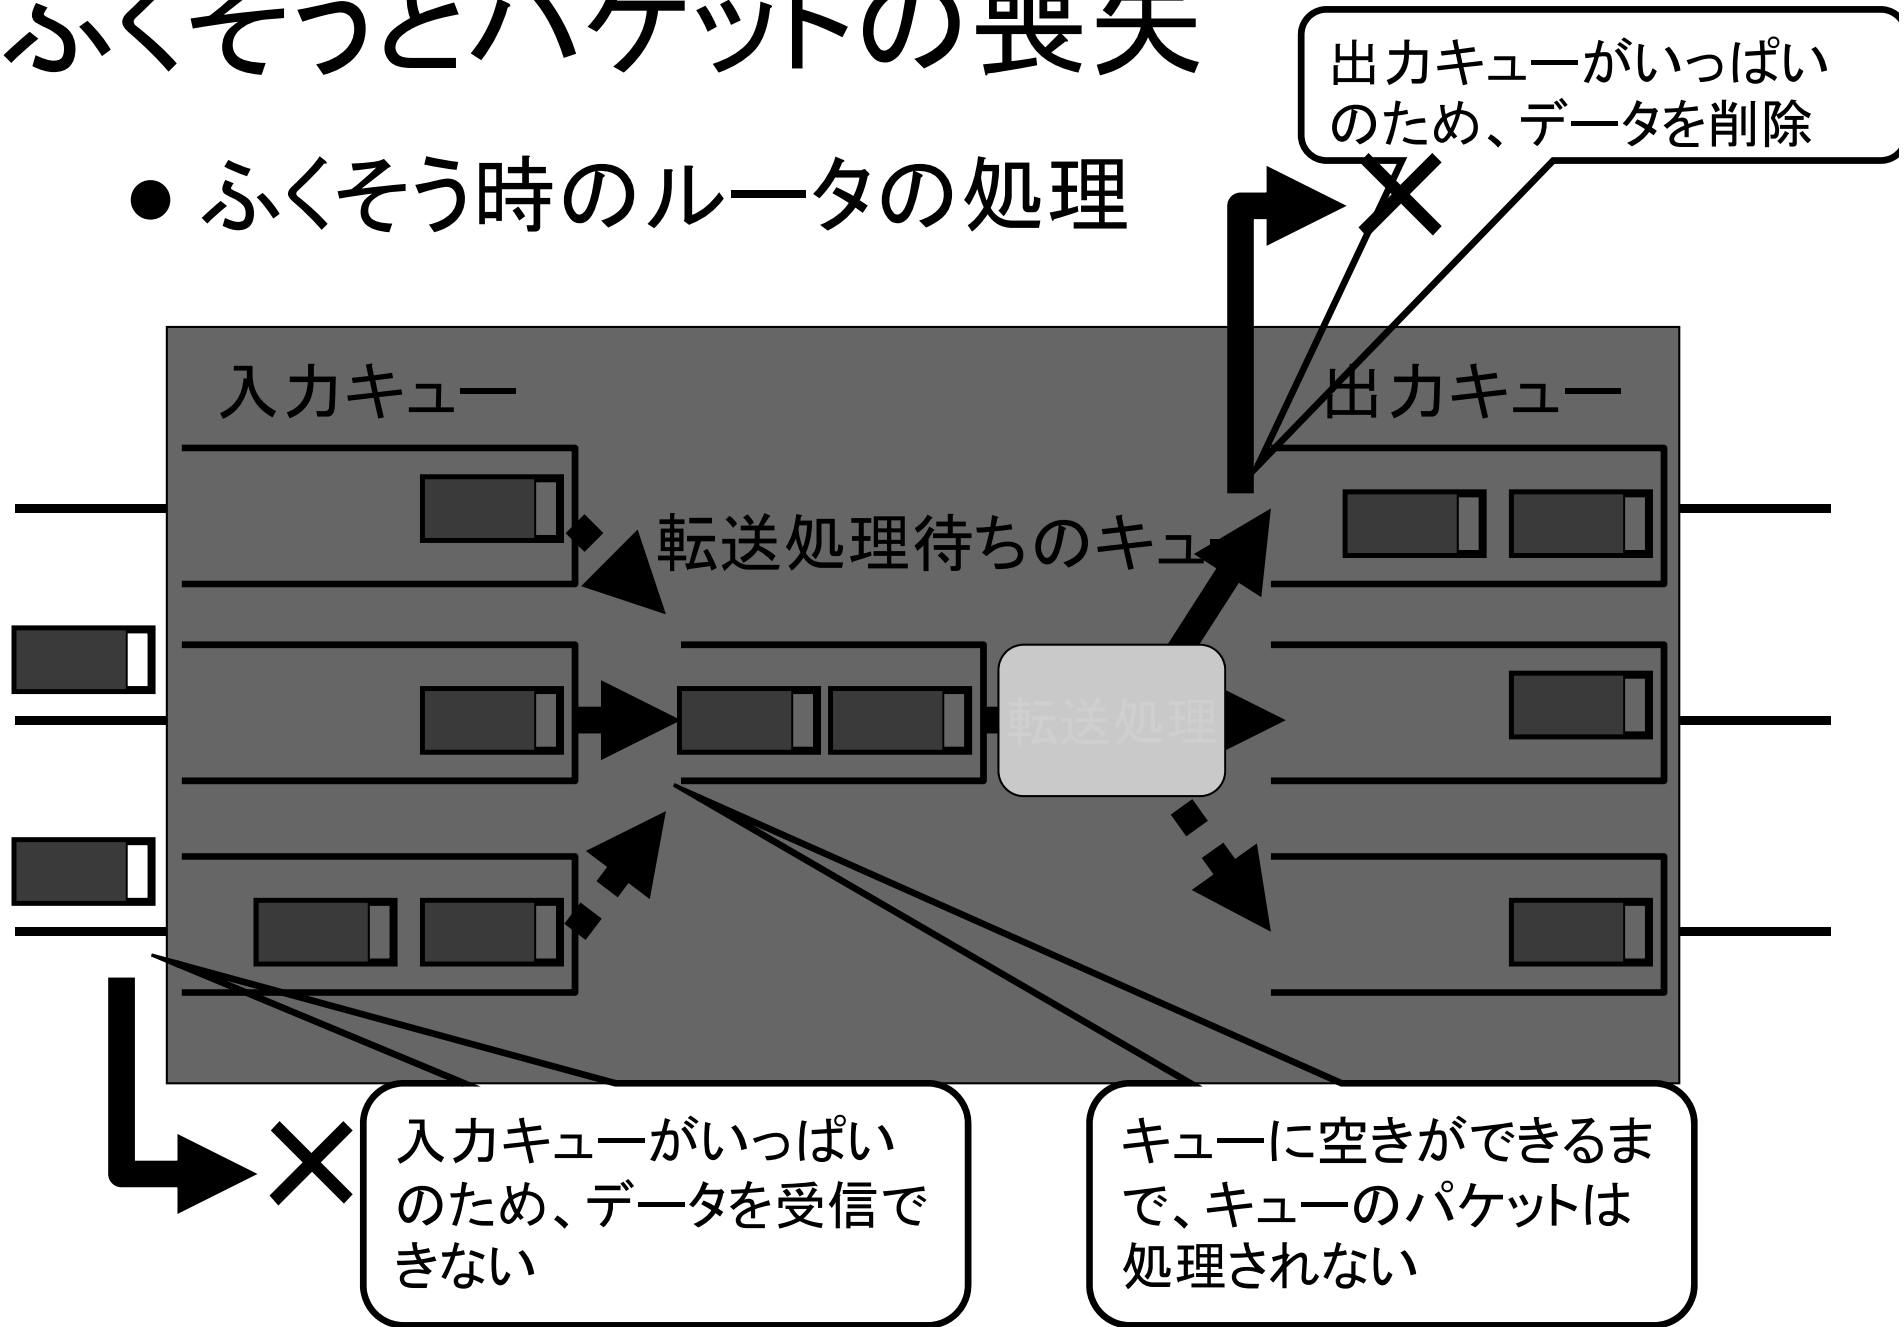 ふくそうとパケットの喪失
出力キューがいっぱい
のため、データを削除
● ふくそう時のルータの処理
入力キュー
出力キュー
転送処理待ちのキュー
転送処理
入力キューがいっぱい
のため、データを受信で
きない
キューに空きができるま
で、キューのパケットは
処理されない